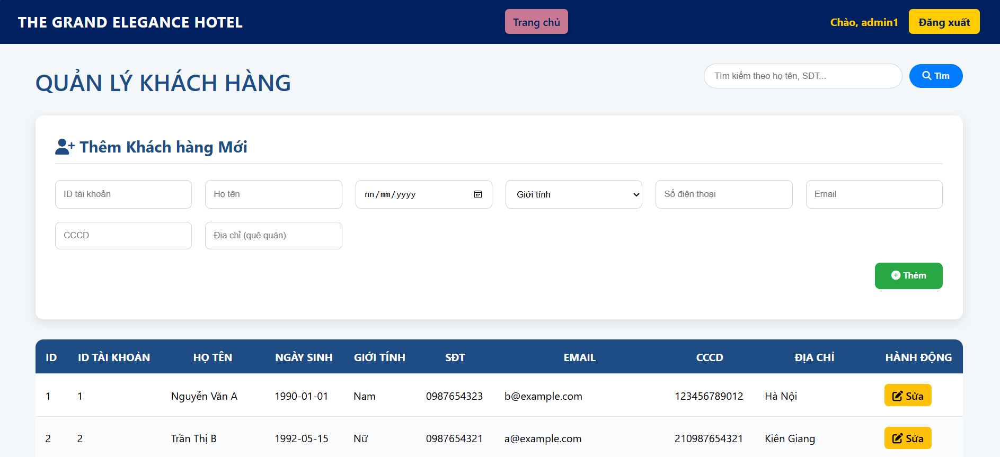 THE GRAND ELEGANCE HOTEL Trang chủ Chào, admin1 Đăng xuất
QUẢN LÝ KHÁCH HÀNG Tìm kiếm theo họ tên, SĐT... Tìm
Thêm Khách hàng Mới
ID tài khoản Họ tên nn/mm/yyyy Giới tính Số điện thoại Email
CCCD Địa chỉ (quê quán)
Thêm
ID ID TÀI KHOẢN HỌ TÊN NGÀY SINH GIỚI TÍNH SĐT EMAIL CCCD ĐỊA CHỈ HÀNH ĐỘNG
1 1 Nguyễn Văn A 1990-01-01 Nam 0987654323 b@example.com 123456789012 Hà Nội Sửa
2 2 Trần Thị B 1992-05-15 Nữ 0987654321 a@example.com 210987654321 Kiên Giang Sửa